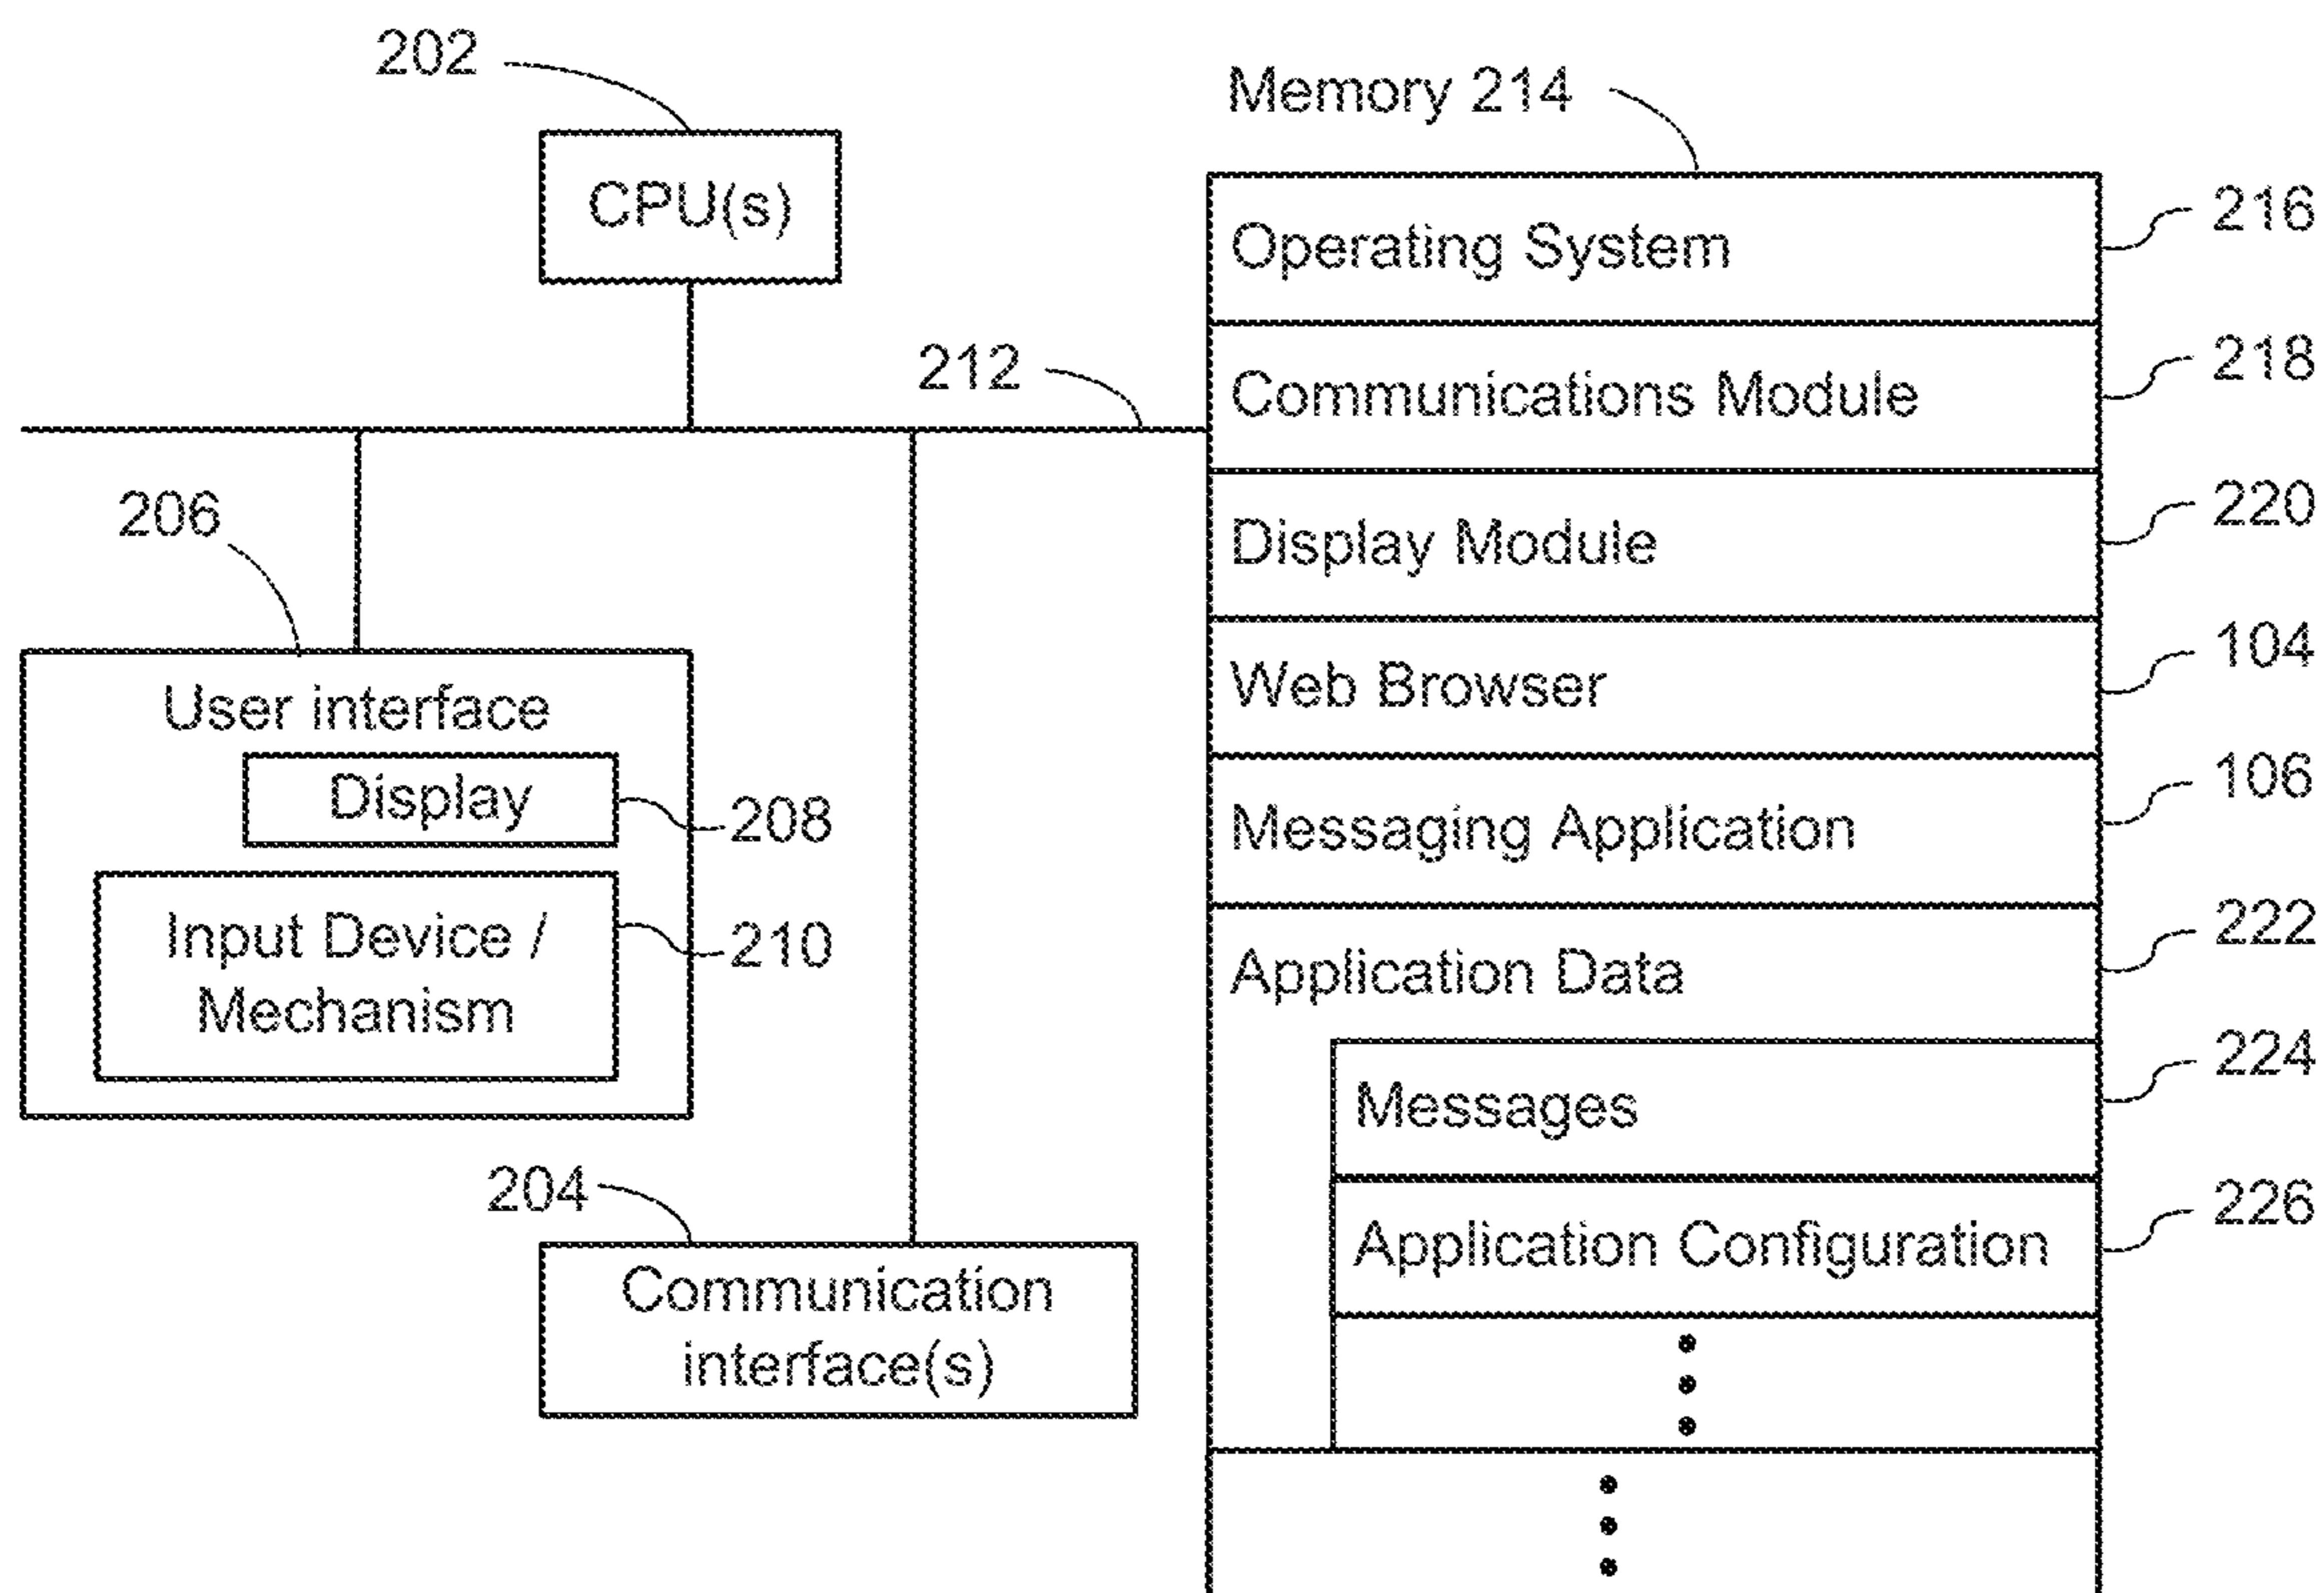 202
CPU(s)
212
206
User interface
Display
208
Input Device /
Mechanism
210
204
Communication
interface(s)
Memory 214
Operating System
216
Communications Module
218
Display Module
220
Web Browser
104
Messaging Application
106
Application Data
222
Messages
224
Application Configuration
226